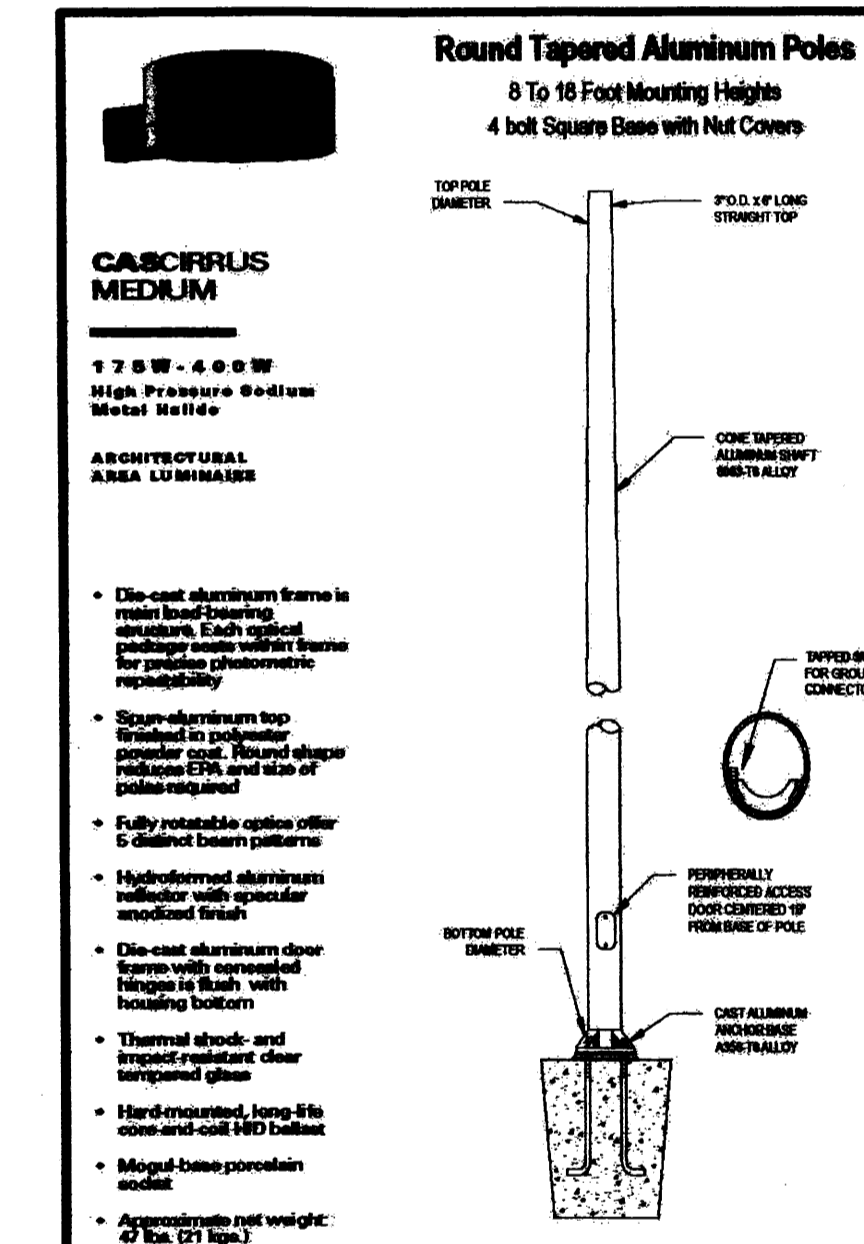 Round Tapered Aluminum Poles
8 To 18 Foot Mounting Heights
4 bolt Square Base with Nut Covers
CASCIRRUS
MEDIUM
175W-400W
High Pressure Sodium
Metal Halide
ARCHITECTURAL
AREA LUMINAIRE
• Die-cast aluminum frame is
main load-bearing
structure. Each optical
package seats within frame
for precise photometric
repeatability
• Spun-aluminum top
finished in polyester
powder coat. Round shape
reduces EPA and size of
poles required
• Fully rotatable optics offer
5 distinct beam patterns
• Hydroformed aluminum
reflector with specular
anodized finish
• Die-cast aluminum door
frame with concealed
hinges is flush with
housing bottom
• Thermal shock- and
impact-resistant clear
tempered glass
• Hard-mounted, long-life
core-and-coil HID ballast
• Mogul-base porcelain
socket
• Approximate net weight:
47 lbs. (21 kgs.)
TOP POLE
DIAMETER
3" O.D. x 6" LONG
STRAIGHT TOP
CONE TAPERED
ALUMINUM SHAFT
6063-T6 ALLOY
TAPPED
FOR
PERIPHERALLY
REINFORCED ACCESS
DOOR CENTERED 18"
FROM BASE OF POLE
BOTTOM POLE
DIAMETER
CAST ALUMINUM
ANCHOR BASE
A356-T6 ALLOY